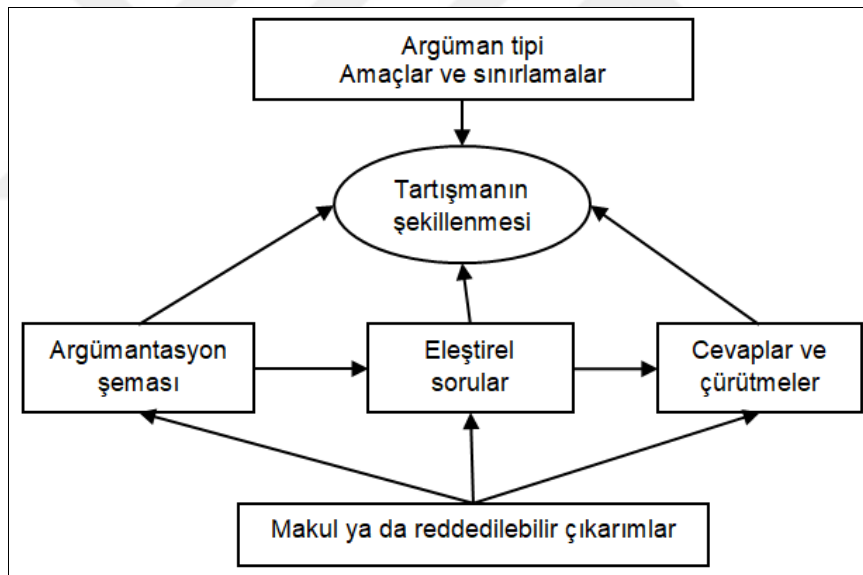 Argüman tipi
Amaçlar ve sınırlamalar
Tartışmanın
şekillenmesi
Argümantasyon
şeması
Eleştirel
sorular
Cevaplar ve
çürütmeler
Makul ya da reddedilebilir çıkarımlar